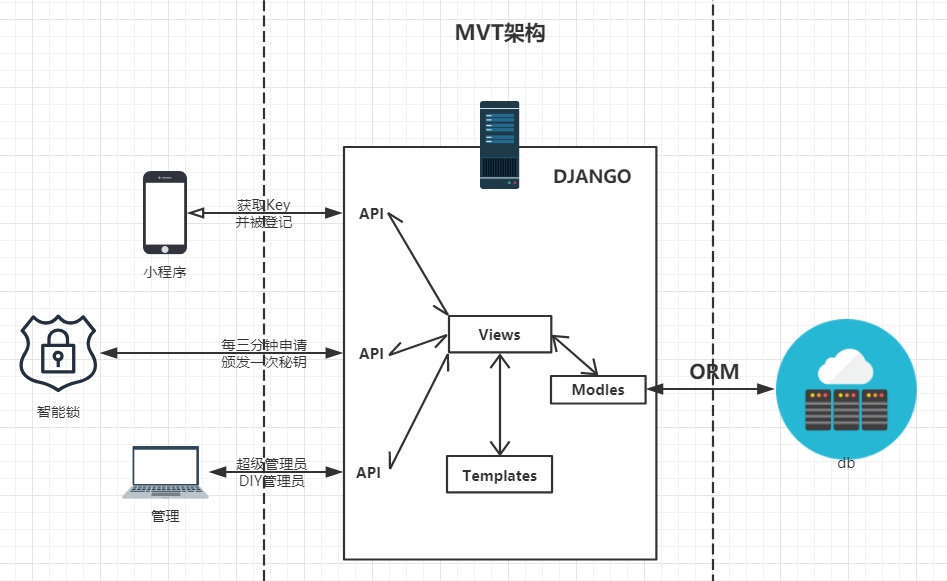 MVT架构
DJANGO
获取Key
并被登记
API
小程序
每三分钟申请
颁发一次秘钥
API
Views
ORM
Modles
智能锁
超级管理员
DIY管理员
API
Templates
db
管理